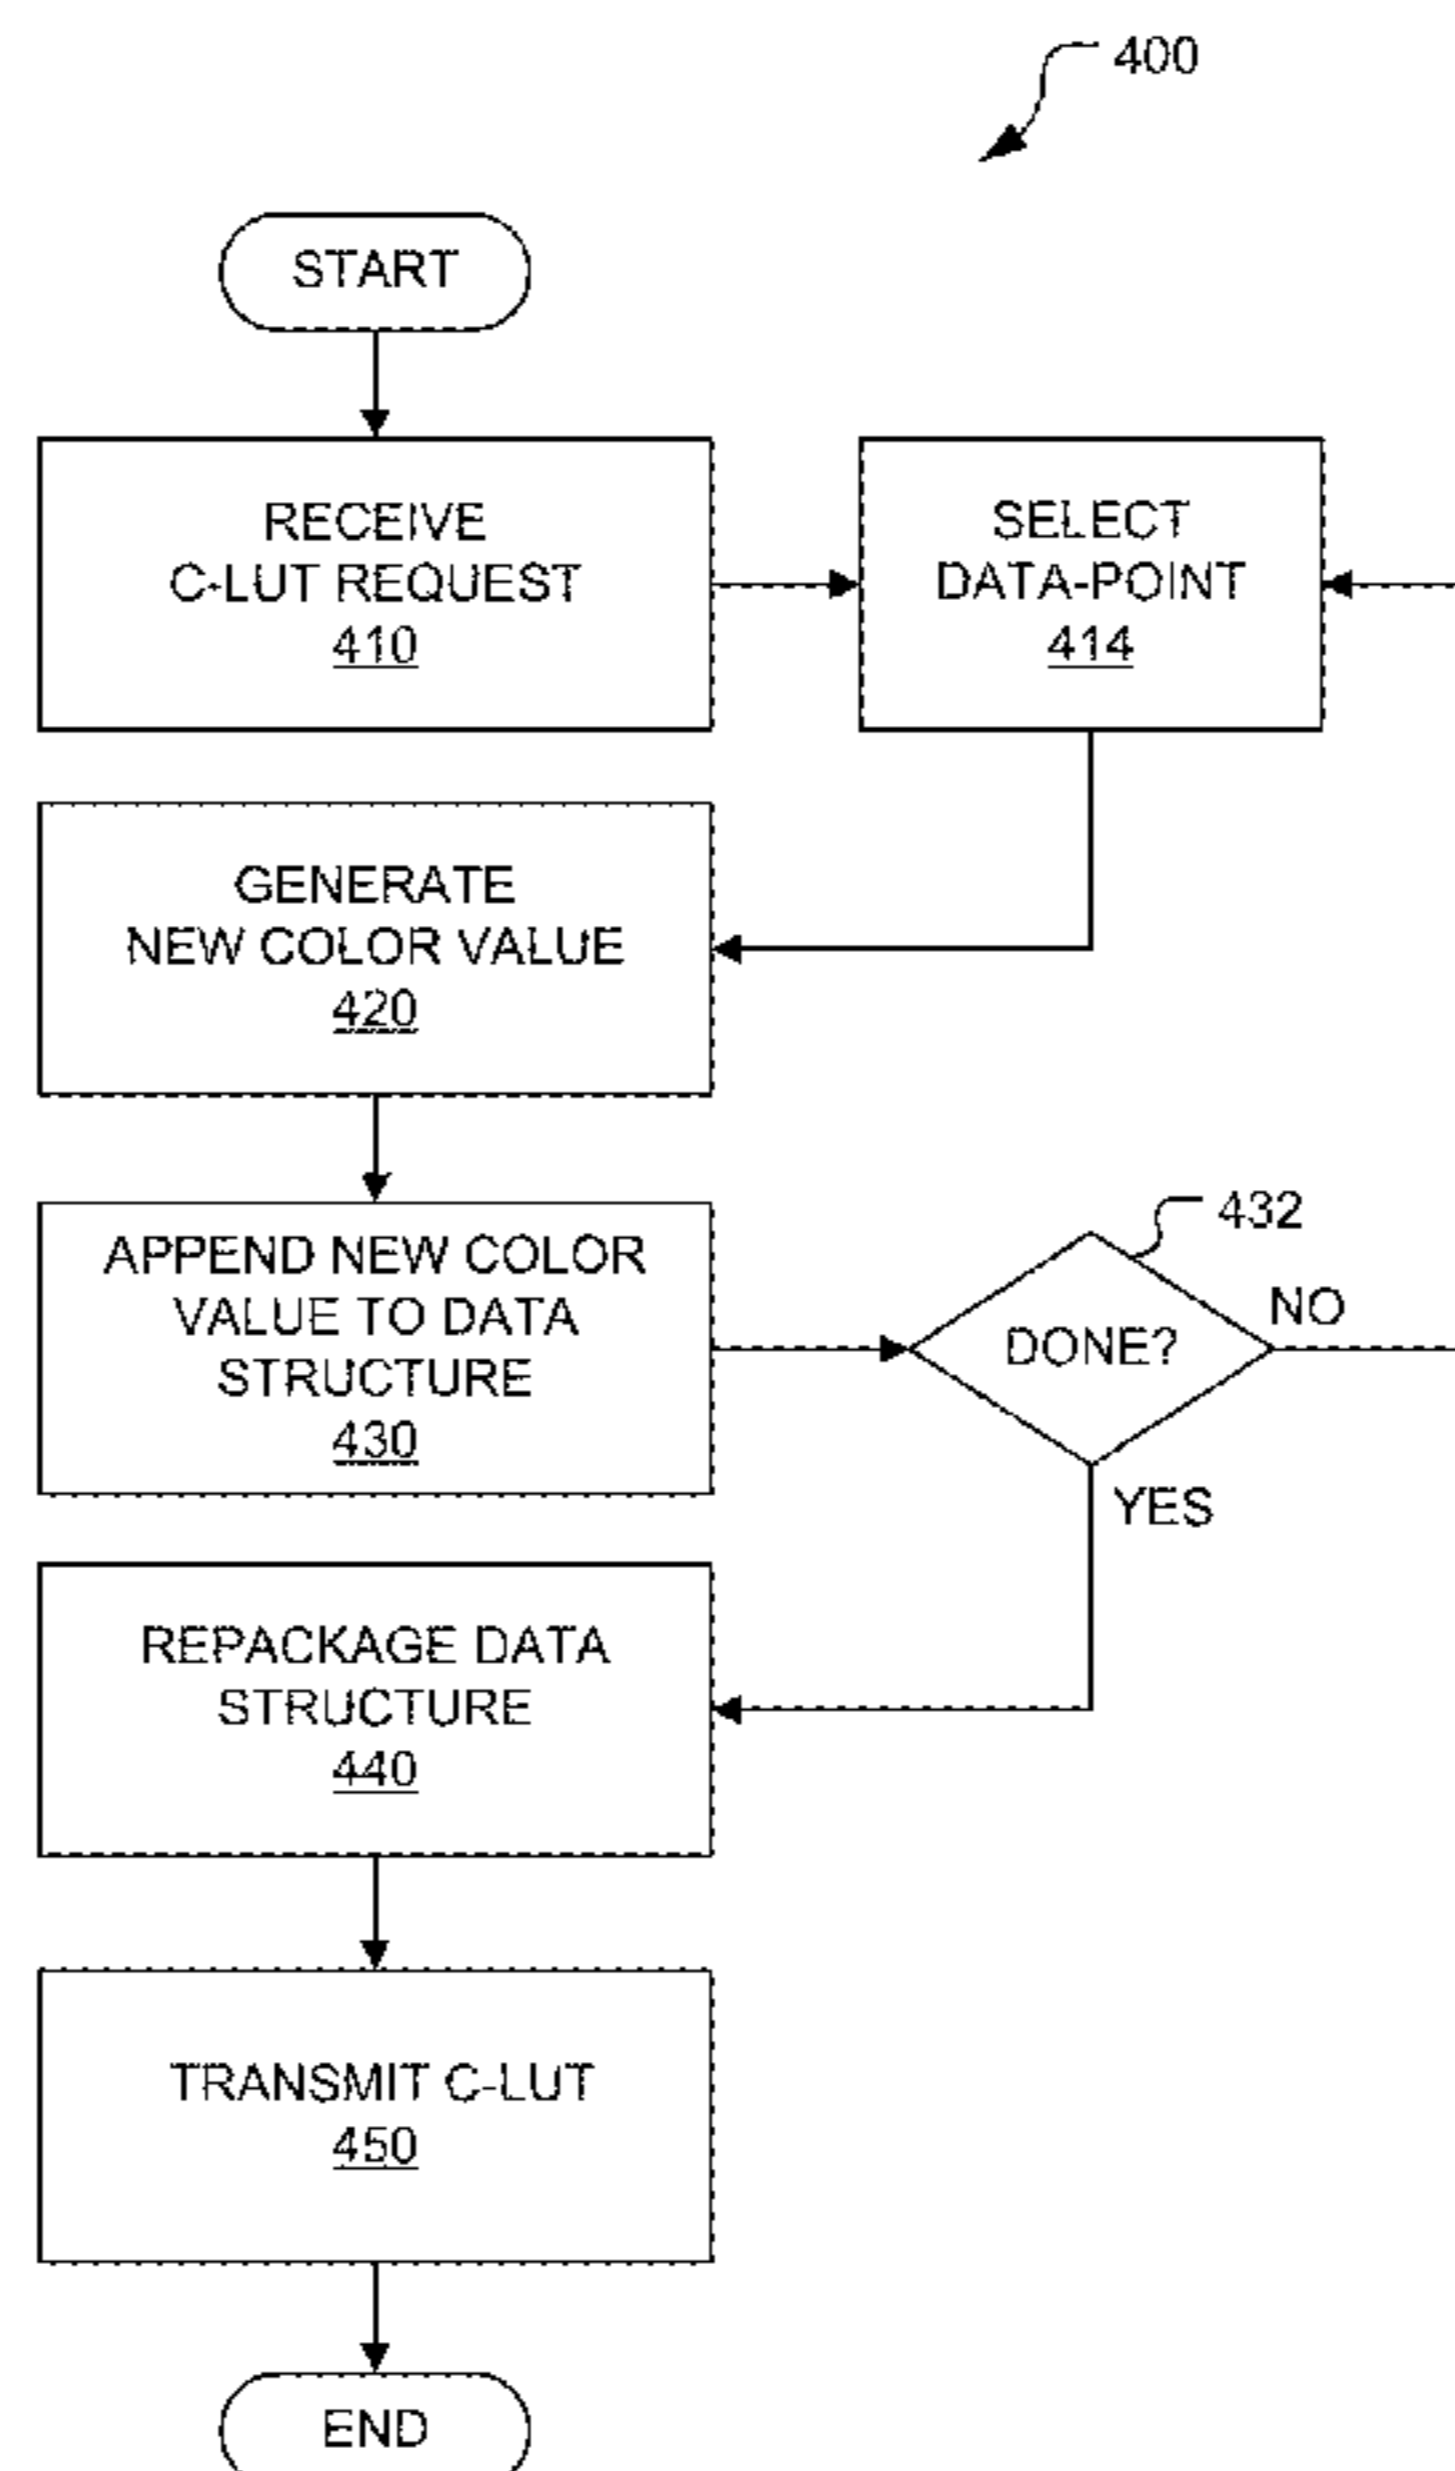 400
START
RECEIVE
C-LUT REQUEST
410
SELECT
DATA-POINT
414
GENERATE
NEW COLOR VALUE
420
APPEND NEW COLOR
VALUE TO DATA
STRUCTURE
430
432
DONE?
NO
YES
REPACKAGE DATA
STRUCTURE
440
TRANSMIT C-LUT
450
END